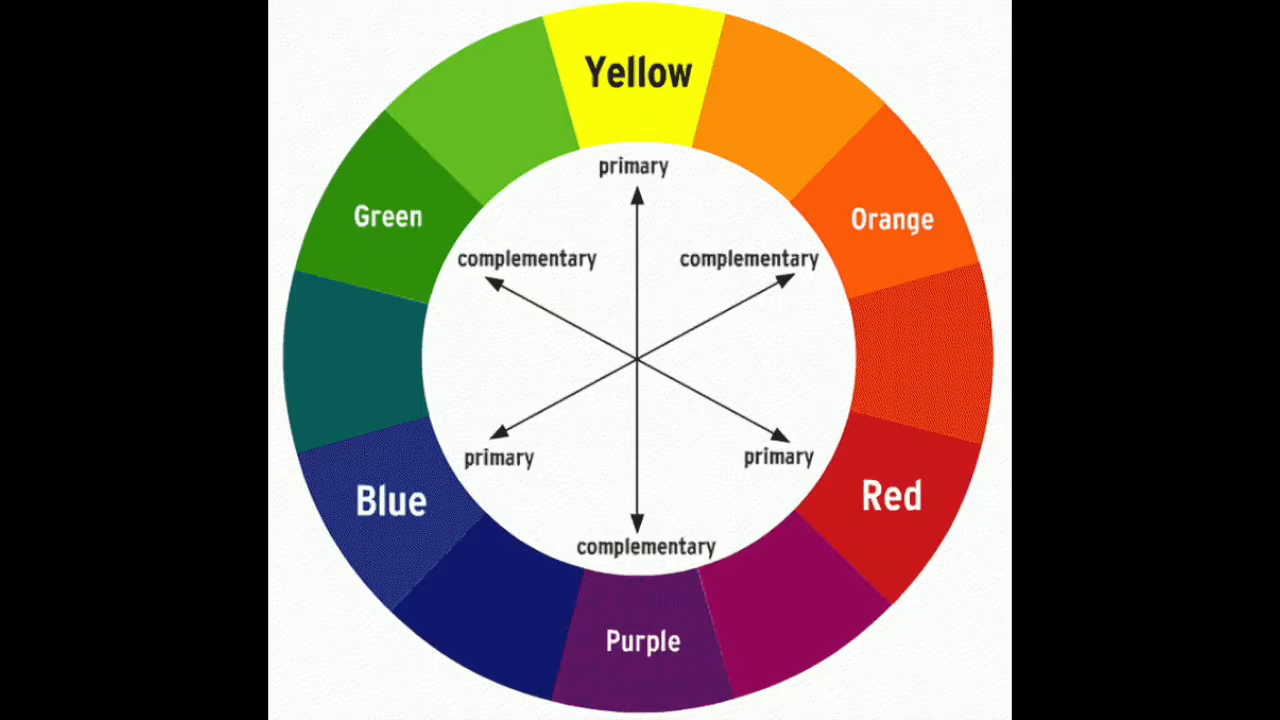 Yellow
primary
Green
Orange
complementary
complementary
primary
primary
Blue
Red
complementary
Purple